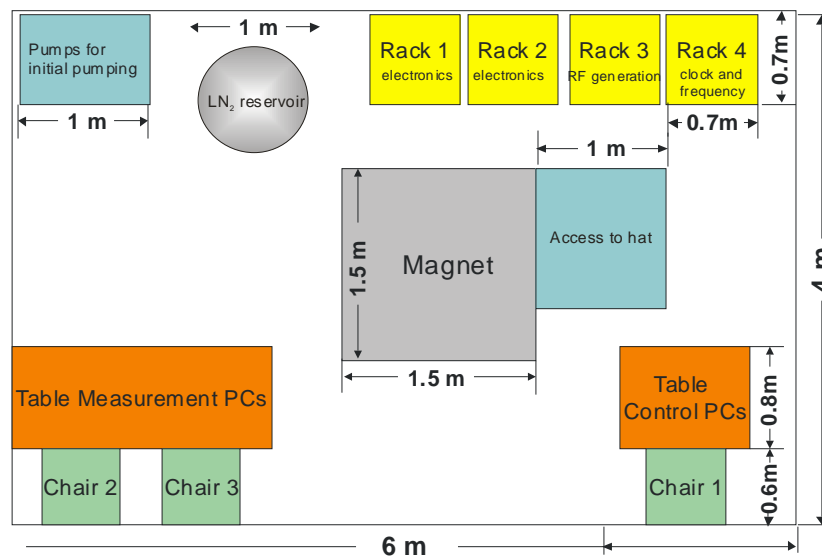 Pumps for
initial pumping
1 m
1 m
LN2 reservoir
Rack 1
electronics
Rack 2
electronics
Rack 3
RF generation
Rack 4
clock and
frequency
0.7m
0.7m
1 m
Magnet
1.5 m
1.5 m
Access to hat
4 m
Table Measurement PCs
Chair 2
Chair 3
Table
Control PCs
0.8m
Chair 1
0.6m
6 m